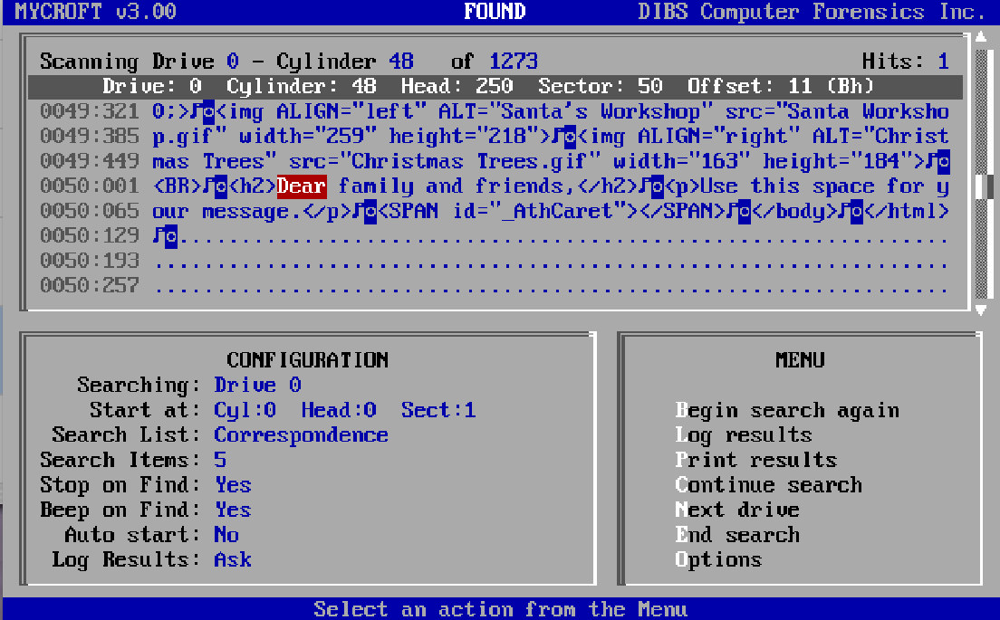 MYCROFT v3.00 FOUND DIBS Computer Forensics Inc.
Scanning Drive 0 - Cylinder 48 of 1273 Hits: 1
Drive: 0 Cylinder: 48 Head: 250 Sector: 50 Offset: 11 (Bh)
0049:321 0;>♪◙<img ALIGN="left" ALT="Santa's Workshop" src="Santa Worksho
0049:385 p.gif" width="259" height="218">♪◙<img ALIGN="right" ALT="Christ
0049:449 mas Trees" src="Christmas Trees.gif" width="163" height="184">♪◙
0050:001 <BR>♪◙<h2>Dear family and friends,</h2>♪◙<p>Use this space for y
0050:065 our message.</p>♪◙<SPAN id="_AthCaret"></SPAN>♪◙</body>♪◙</html>
0050:129 ♪◙..............................................................
0050:193 ................................................................
0050:257 ................................................................
CONFIGURATION
Searching: Drive 0
Start at: Cyl:0 Head:0 Sect:1
Search List: Correspondence
Search Items: 5
Stop on Find: Yes
Beep on Find: Yes
Auto start: No
Log Results: Ask
MENU
Begin search again
Log results
Print results
Continue search
Next drive
End search
Options
Select an action from the Menu